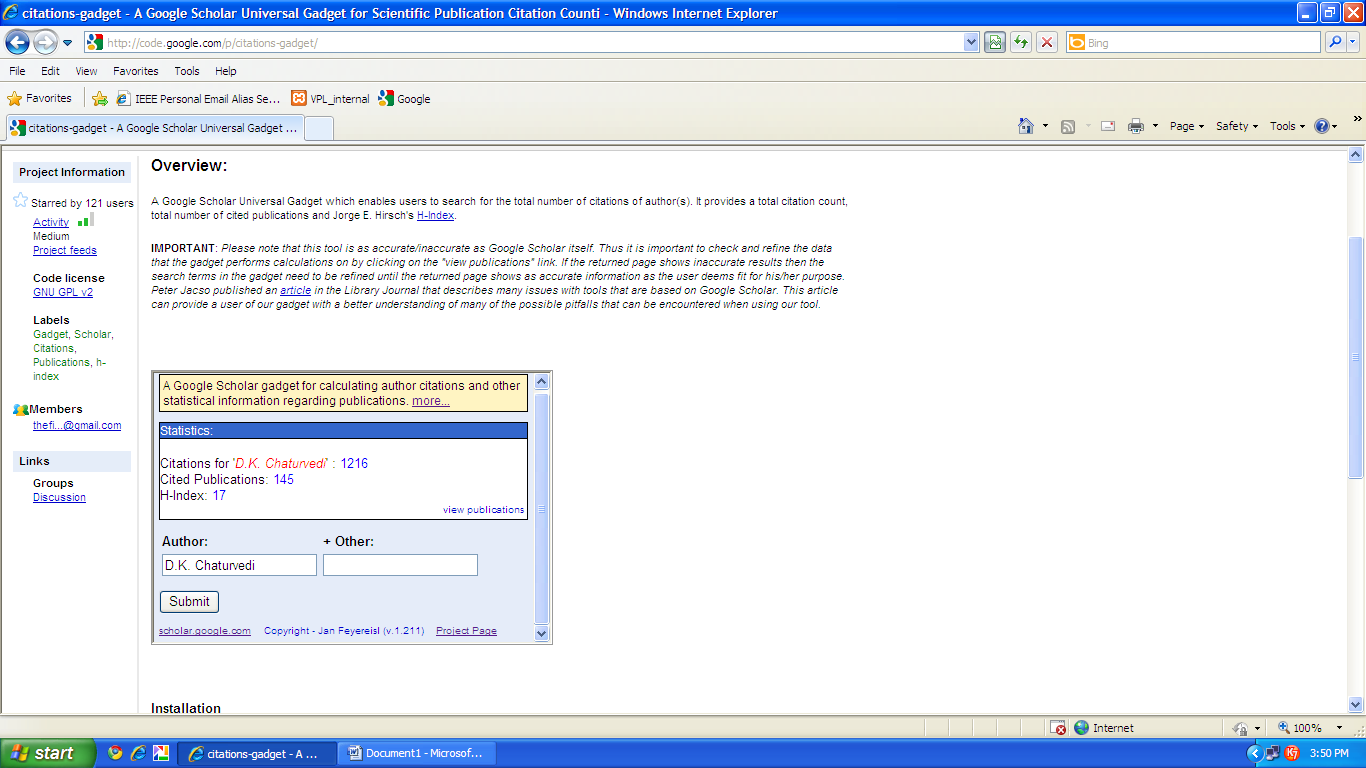 citations-gadget - A Google Scholar Universal Gadget for Scientific Publication Citation Counti - Windows Internet Explorer
http://code.google.com/p/citations-gadget/
Bing
File Edit View Favorites Tools Help
Favorites IEEE Personal Email Alias Se... VPL_internal Google
citations-gadget - A Google Scholar Universal Gadget ...
Page Safety Tools
Project Information
Starred by 121 users
Activity
Medium
Project feeds
Code license
GNU GPL v2
Labels
Gadget, Scholar,
Citations,
Publications, h-
index
Members
thefi...@gmail.com
Links
Groups
Discussion
Overview:
A Google Scholar Universal Gadget which enables users to search for the total number of citations of author(s). It provides a total citation count,
total number of cited publications and Jorge E. Hirsch's H-Index.
IMPORTANT: Please note that this tool is as accurate/inaccurate as Google Scholar itself. Thus it is important to check and refine the data
that the gadget performs calculations on by clicking on the "view publications" link. If the returned page shows inaccurate results then the
search terms in the gadget need to be refined until the returned page shows as accurate information as the user deems fit for his/her purpose.
Peter Jacso published an article in the Library Journal that describes many issues with tools that are based on Google Scholar. This article
can provide a user of our gadget with a better understanding of many of the possible pitfalls that can be encountered when using our tool.
A Google Scholar gadget for calculating author citations and other
statistical information regarding publications. more...
Statistics:
Citations for "D.K. Chaturvedi" : 1216
Cited Publications: 145
H-Index: 17
view publications
Author: + Other:
D.K. Chaturvedi
Submit
scholar.google.com Copyright - Jan Feyereisl (v.1.211) Project Page
Installation
Internet 100%
start citations-gadget - A ... Document1 - Microsof... 3:50 PM